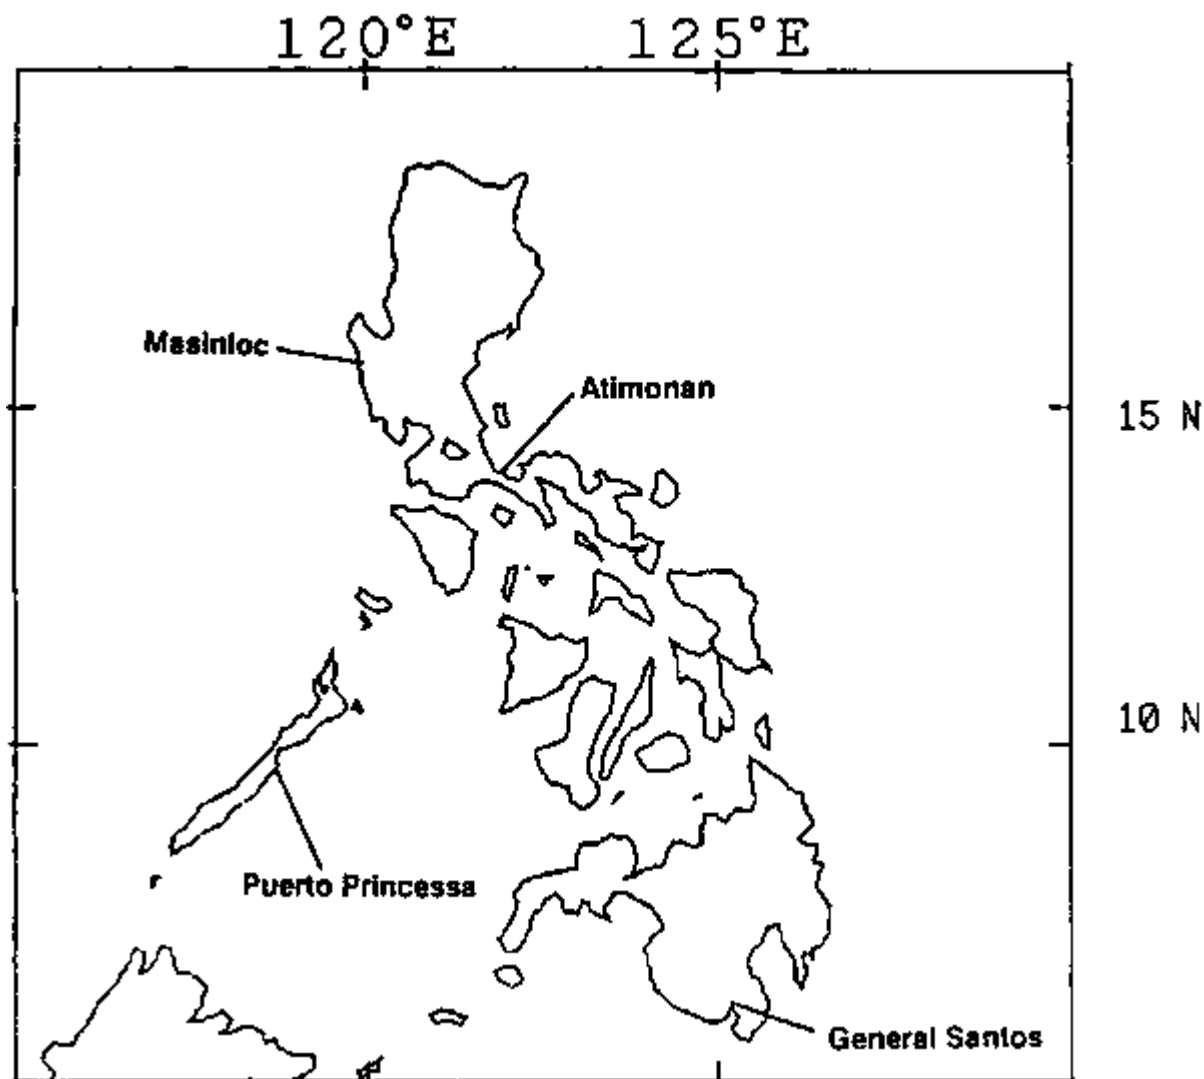 120°E 125°E
Masinloc
Atimonan
15 N
10 N
Puerto Princessa
General Santos